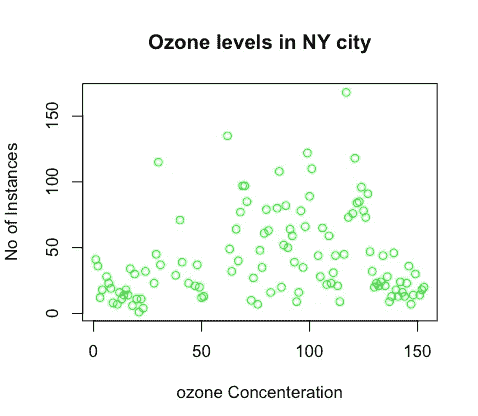 Ozone levels in NY city
No of Instances
150
100
50
0
0 50 100 150
ozone Concenteration